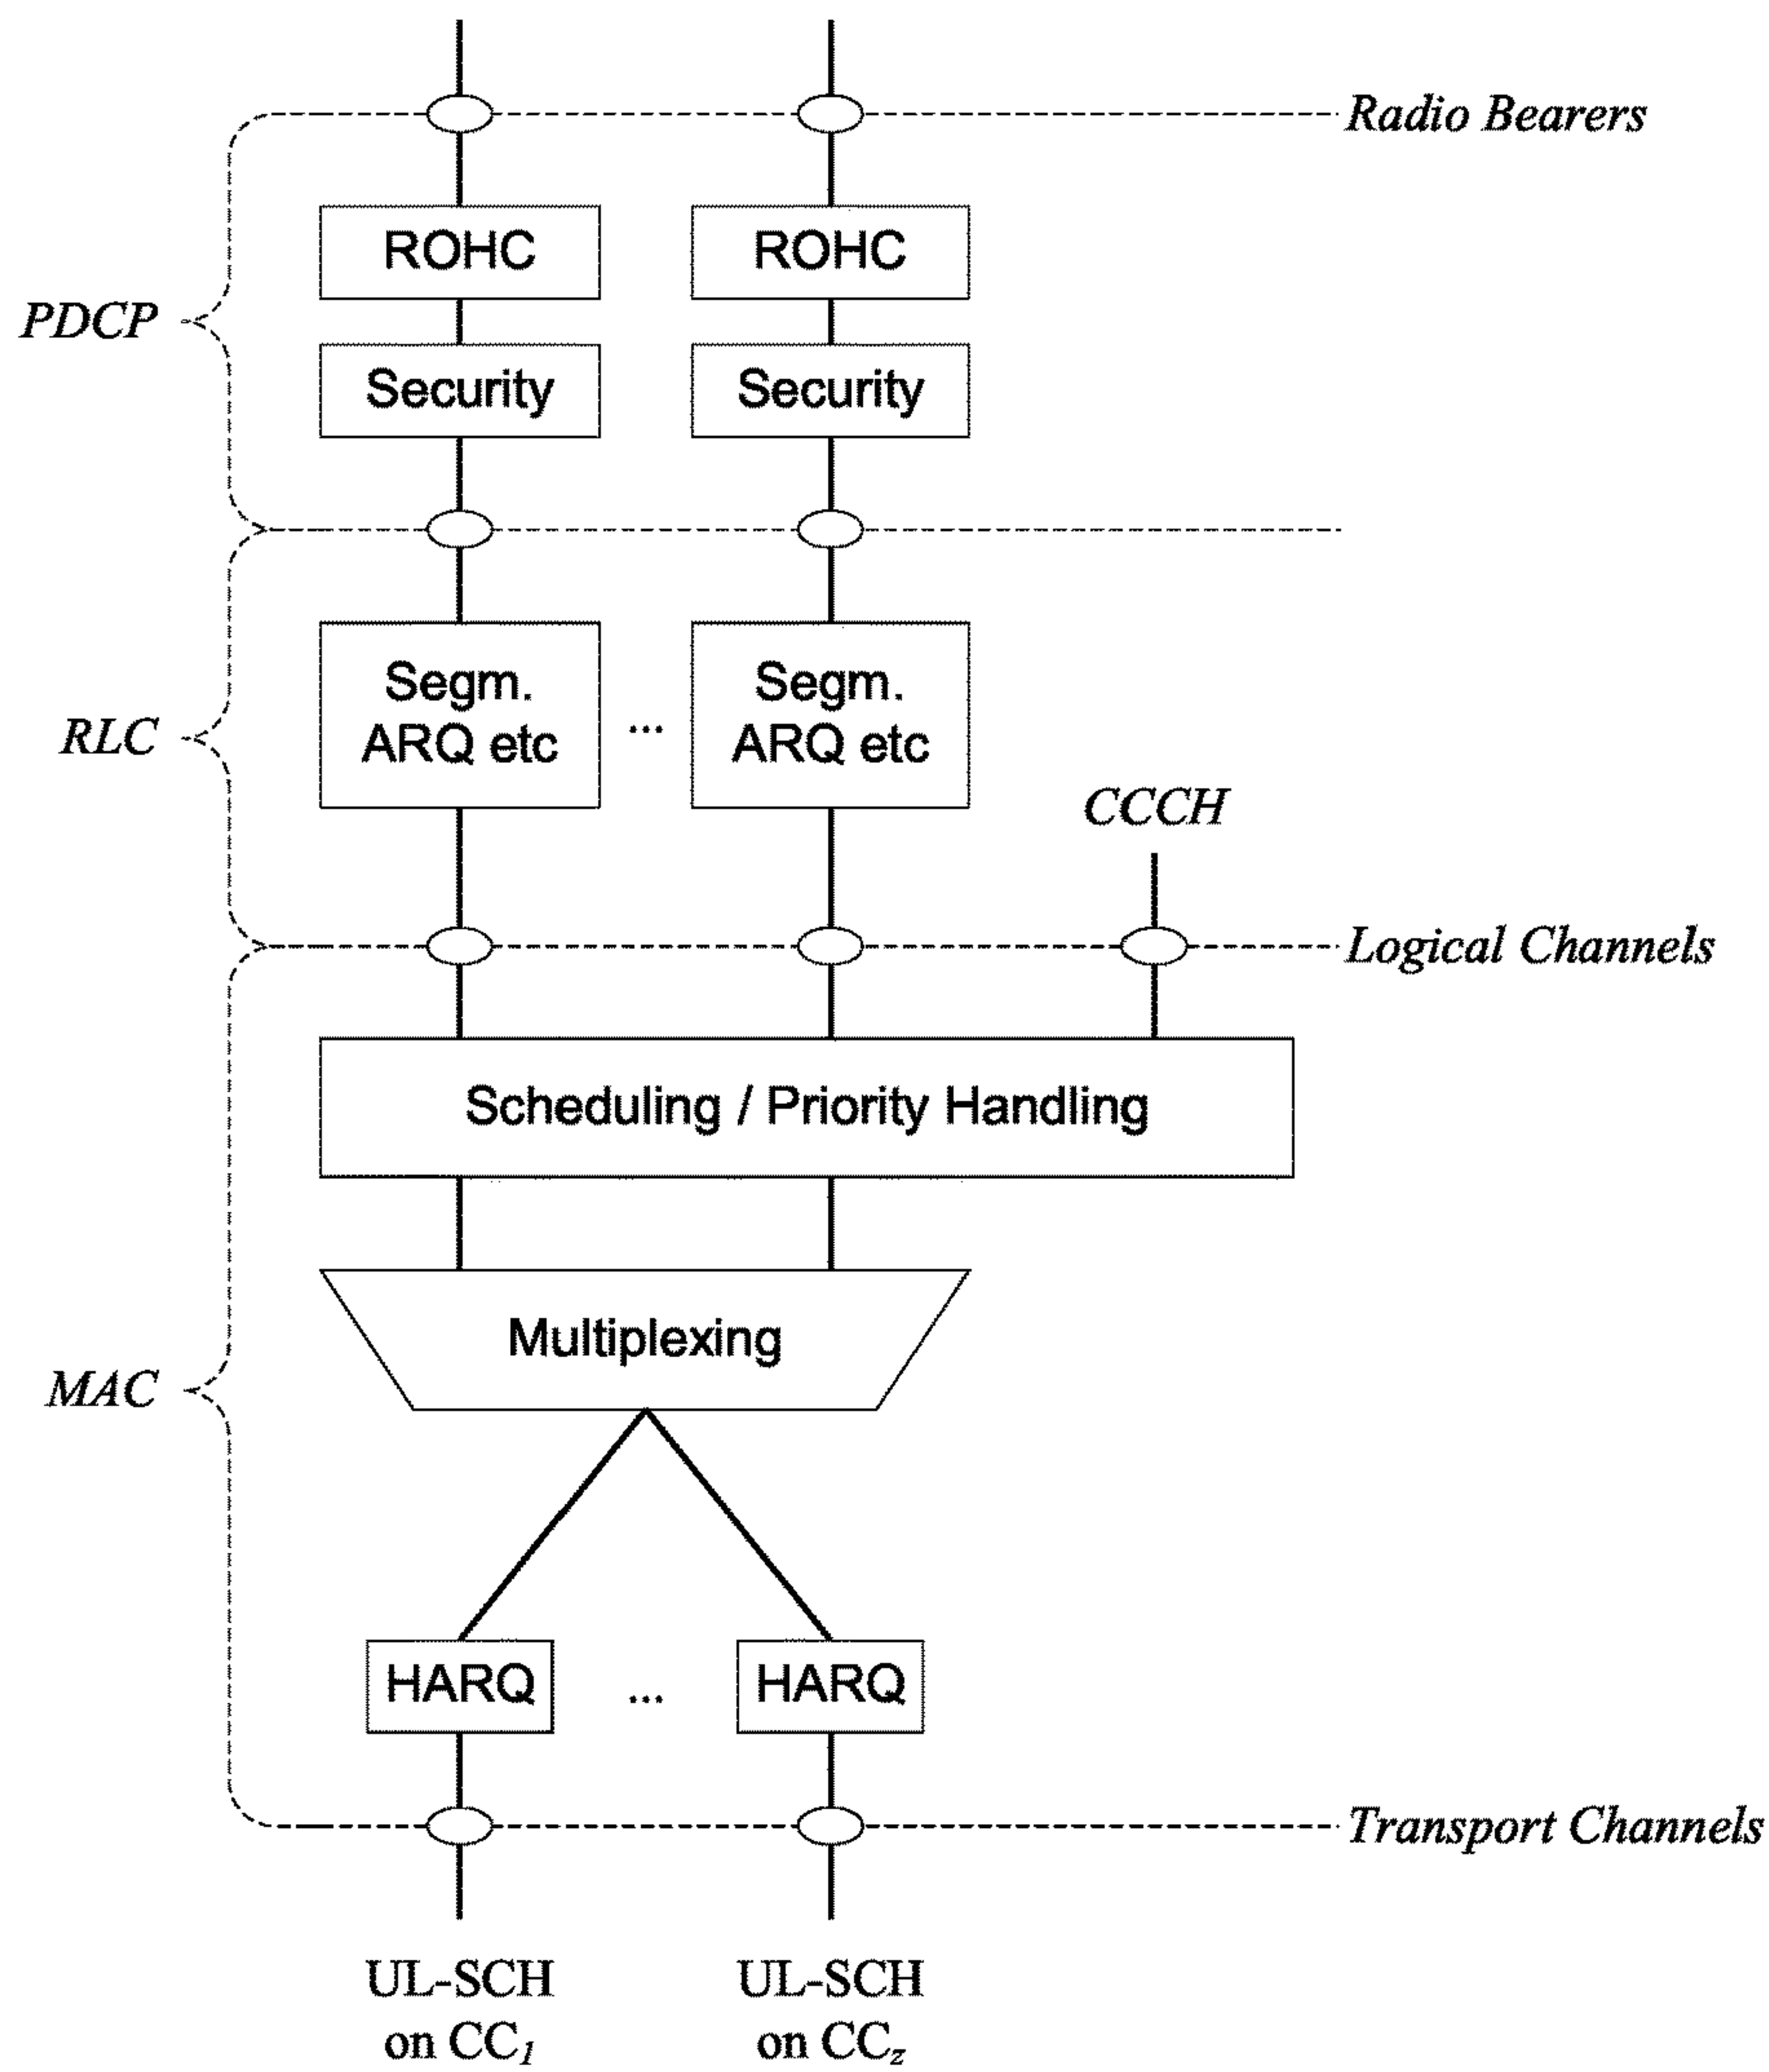 Radio Bearers
ROHC
ROHC
PDCP
Security
Security
Segm.
ARQ etc
...
Segm.
ARQ etc
RLC
CCCH
Logical Channels
Scheduling / Priority Handling
Multiplexing
MAC
HARQ
...
HARQ
Transport Channels
UL-SCH
on CC1
UL-SCH
on CCz